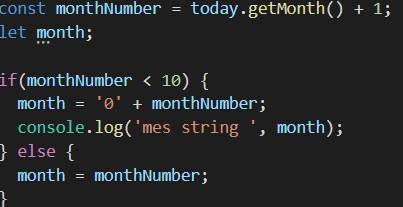 const monthNumber = today.getMonth() + 1;
let month;
if(monthNumber < 10) {
month = '0' + monthNumber;
console.log('mes string ', month);
} else {
month = monthNumber;
}